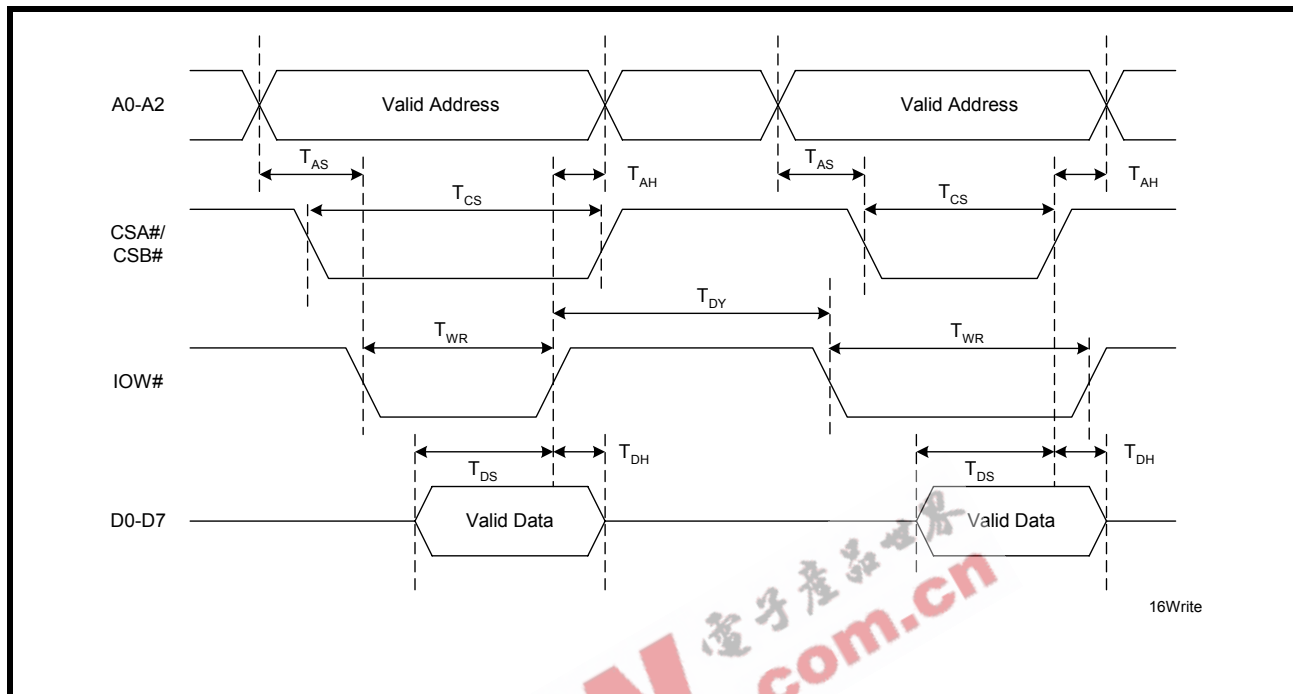 A0-A2
Valid Address
Valid Address
TAS
TAH
TAS
TAH
TCS
TCS
CSA#/
CSB#
TDY
TWR
TWR
IOW#
TDS
TDH
TDS
TDH
D0-D7
Valid Data
Valid Data
16Write
電子產品世界
.com.cn